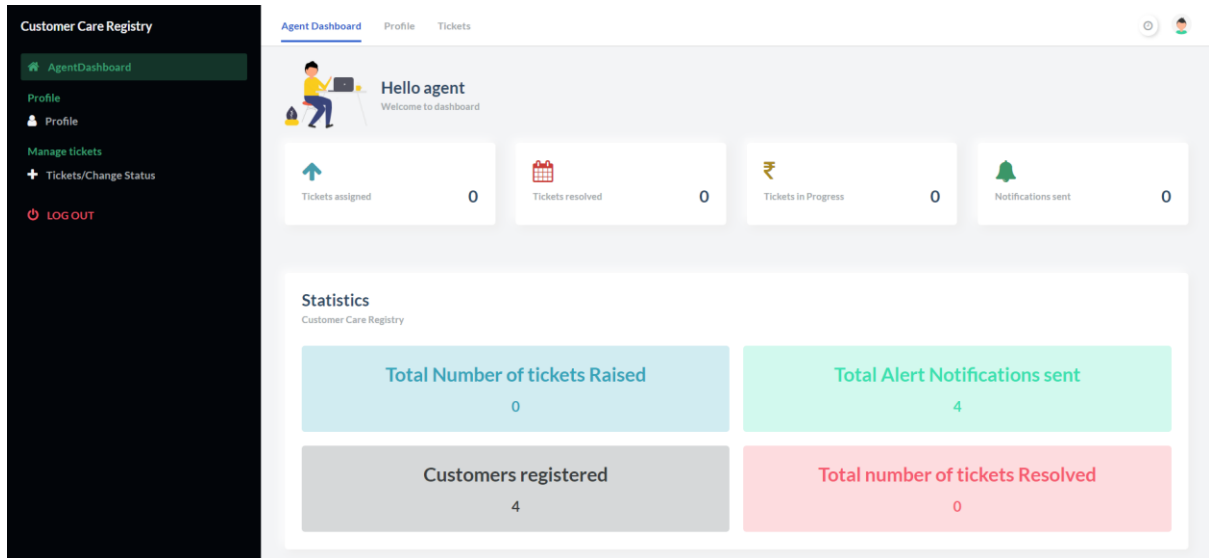 Customer Care Registry
AgentDashboard
Profile
Profile
Manage tickets
Tickets/Change Status
LOG OUT
Agent Dashboard Profile Tickets
Hello agent
Welcome to dashboard
Tickets assigned 0
Tickets resolved 0
₹
Tickets in Progress 0
Notifications sent 0
Statistics
Customer Care Registry
Total Number of tickets Raised
0
Total Alert Notifications sent
4
Customers registered
4
Total number of tickets Resolved
0